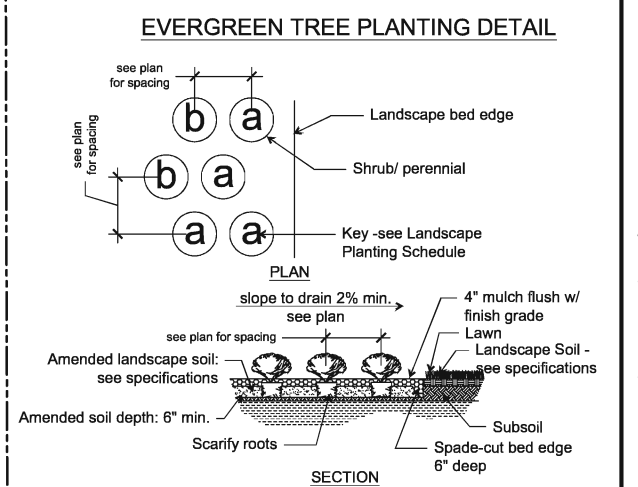 EVERGREEN TREE PLANTING DETAIL
see plan
for spacing
see plan
for spacing
b
a
b
a
a
a
Landscape bed edge
Shrub/ perennial
Key -see Landscape
Planting Schedule
PLAN
slope to drain 2% min.
see plan
see plan for spacing
4" mulch flush w/
finish grade
Lawn
Landscape Soil -
see specifications
Amended landscape soil:
see specifications
Amended soil depth: 6" min.
Scarify roots
Subsoil
Spade-cut bed edge
6" deep
SECTION